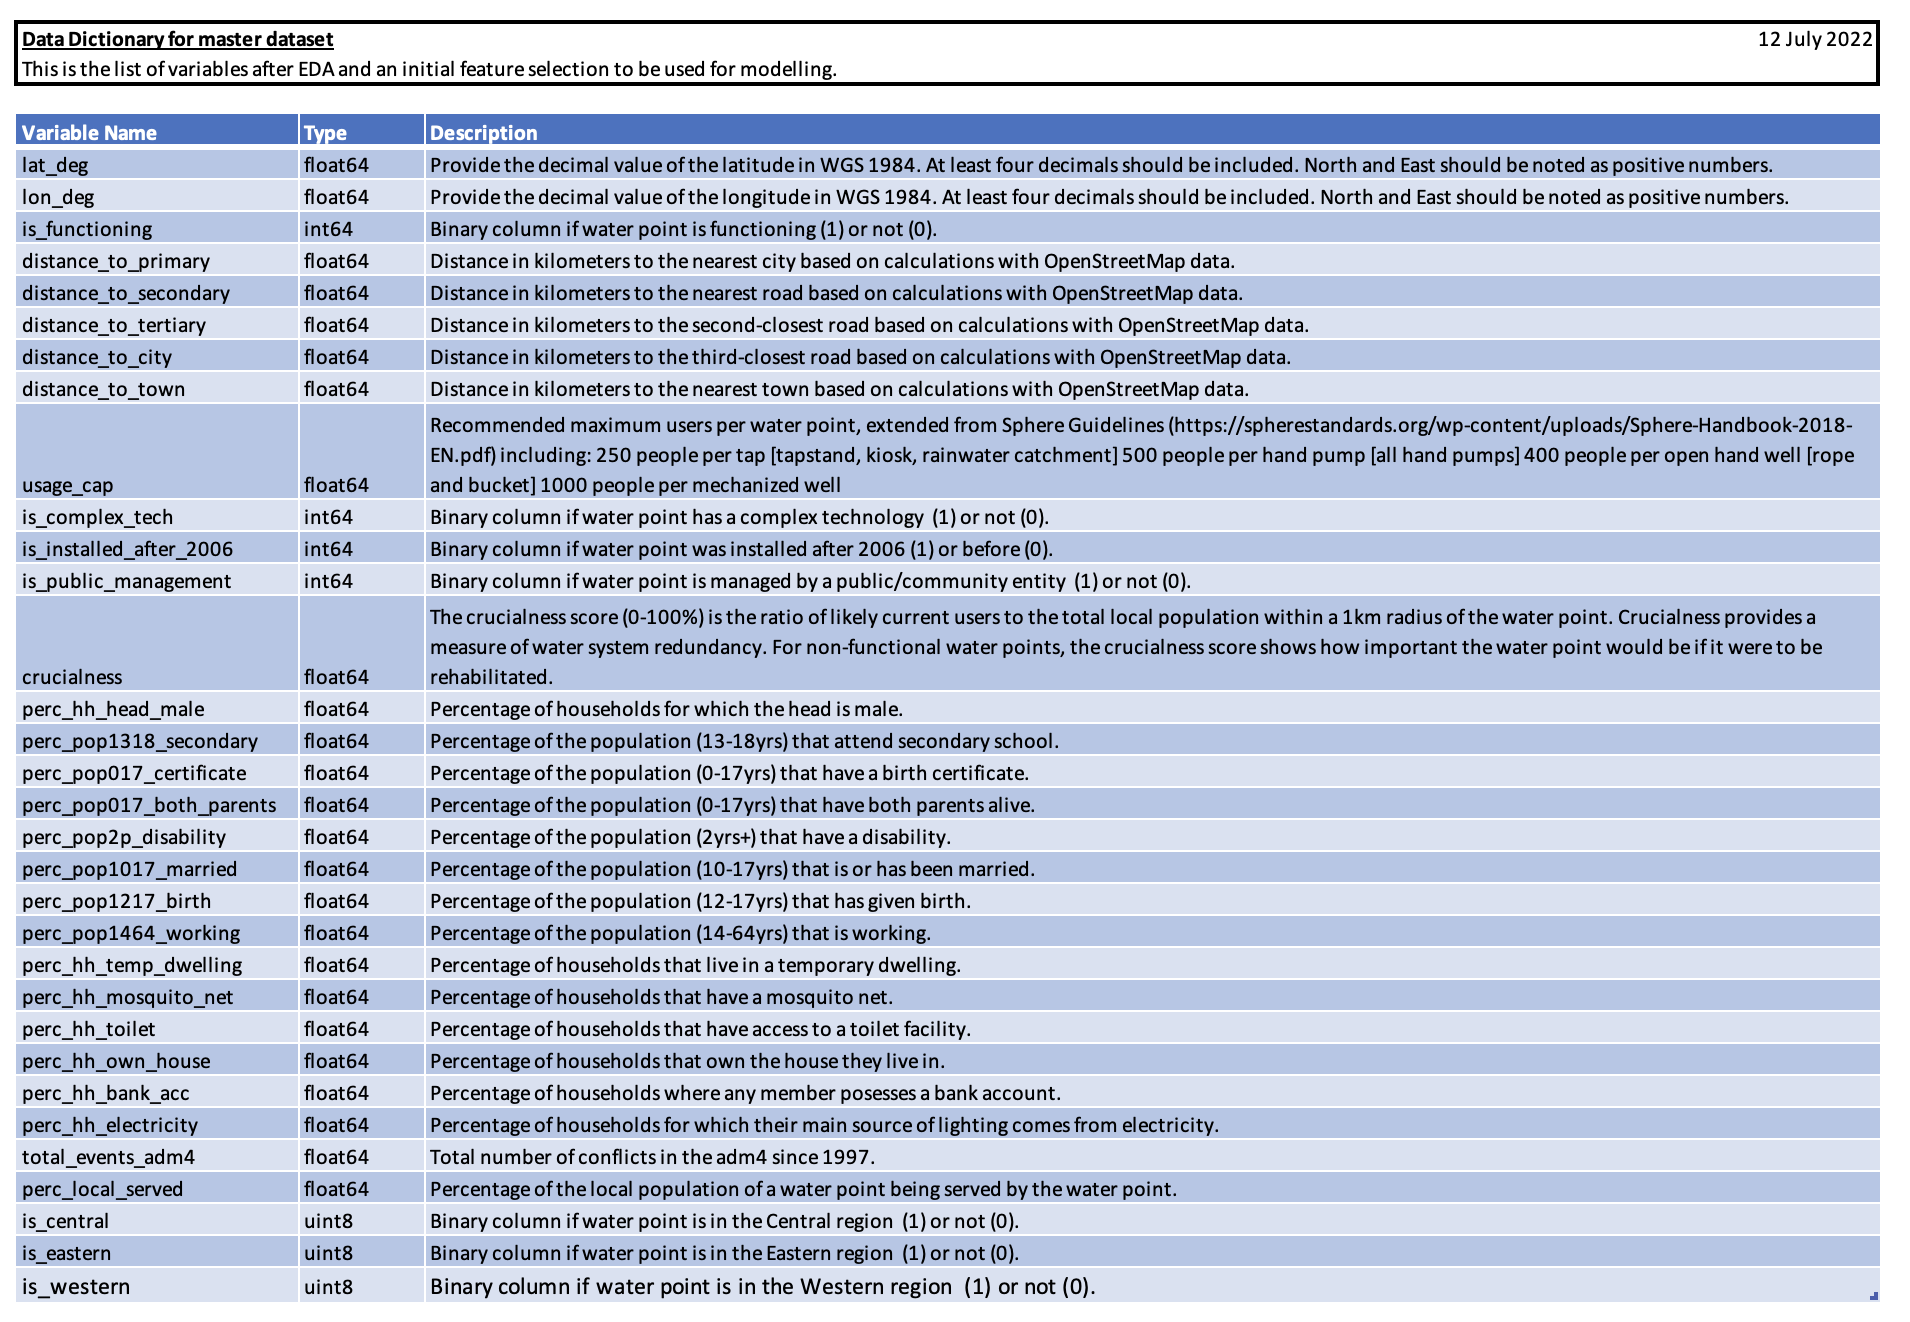 Data Dictionary for master dataset 12 July 2022
This is the list of variables after EDA and an initial feature selection to be used for modelling.
Variable Name Type Description
lat_deg float64 Provide the decimal value of the latitude in WGS 1984. At least four decimals should be included. North and East should be noted as positive numbers.
lon_deg float64 Provide the decimal value of the longitude in WGS 1984. At least four decimals should be included. North and East should be noted as positive numbers.
is_functioning int64 Binary column if water point is functioning (1) or not (0).
distance_to_primary float64 Distance in kilometers to the nearest city based on calculations with OpenStreetMap data.
distance_to_secondary float64 Distance in kilometers to the nearest road based on calculations with OpenStreetMap data.
distance_to_tertiary float64 Distance in kilometers to the second-closest road based on calculations with OpenStreetMap data.
distance_to_city float64 Distance in kilometers to the third-closest road based on calculations with OpenStreetMap data.
distance_to_town float64 Distance in kilometers to the nearest town based on calculations with OpenStreetMap data.
Recommended maximum users per water point, extended from Sphere Guidelines (https://spherestandards.org/wp-content/uploads/Sphere-Handbook-2018-
EN.pdf) including: 250 people per tap [tapstand, kiosk, rainwater catchment] 500 people per hand pump [all hand pumps] 400 people per open hand well [rope
usage_cap float64 and bucket] 1000 people per mechanized well
is_complex_tech int64 Binary column if water point has a complex technology (1) or not (0).
is_installed_after_2006 int64 Binary column if water point was installed after 2006 (1) or before (0).
is_public_management int64 Binary column if water point is managed by a public/community entity (1) or not (0).
The crucialness score (0-100%) is the ratio of likely current users to the total local population within a 1km radius of the water point. Crucialness provides a
measure of water system redundancy. For non-functional water points, the crucialness score shows how important the water point would be if it were to be
crucialness float64 rehabilitated.
perc_hh_head_male float64 Percentage of households for which the head is male.
perc_pop1318_secondary float64 Percentage of the population (13-18yrs) that attend secondary school.
perc_pop017_certificate float64 Percentage of the population (0-17yrs) that have a birth certificate.
perc_pop017_both_parents float64 Percentage of the population (0-17yrs) that have both parents alive.
perc_pop2p_disability float64 Percentage of the population (2yrs+) that have a disability.
perc_pop1017_married float64 Percentage of the population (10-17yrs) that is or has been married.
perc_pop1217_birth float64 Percentage of the population (12-17yrs) that has given birth.
perc_pop1464_working float64 Percentage of the population (14-64yrs) that is working.
perc_hh_temp_dwelling float64 Percentage of households that live in a temporary dwelling.
perc_hh_mosquito_net float64 Percentage of households that have a mosquito net.
perc_hh_toilet float64 Percentage of households that have access to a toilet facility.
perc_hh_own_house float64 Percentage of households that own the house they live in.
perc_hh_bank_acc float64 Percentage of households where any member posesses a bank account.
perc_hh_electricity float64 Percentage of households for which their main source of lighting comes from electricity.
total_events_adm4 float64 Total number of conflicts in the adm4 since 1997.
perc_local_served float64 Percentage of the local population of a water point being served by the water point.
is_central uint8 Binary column if water point is in the Central region (1) or not (0).
is_eastern uint8 Binary column if water point is in the Eastern region (1) or not (0).
is_western uint8 Binary column if water point is in the Western region (1) or not (0).